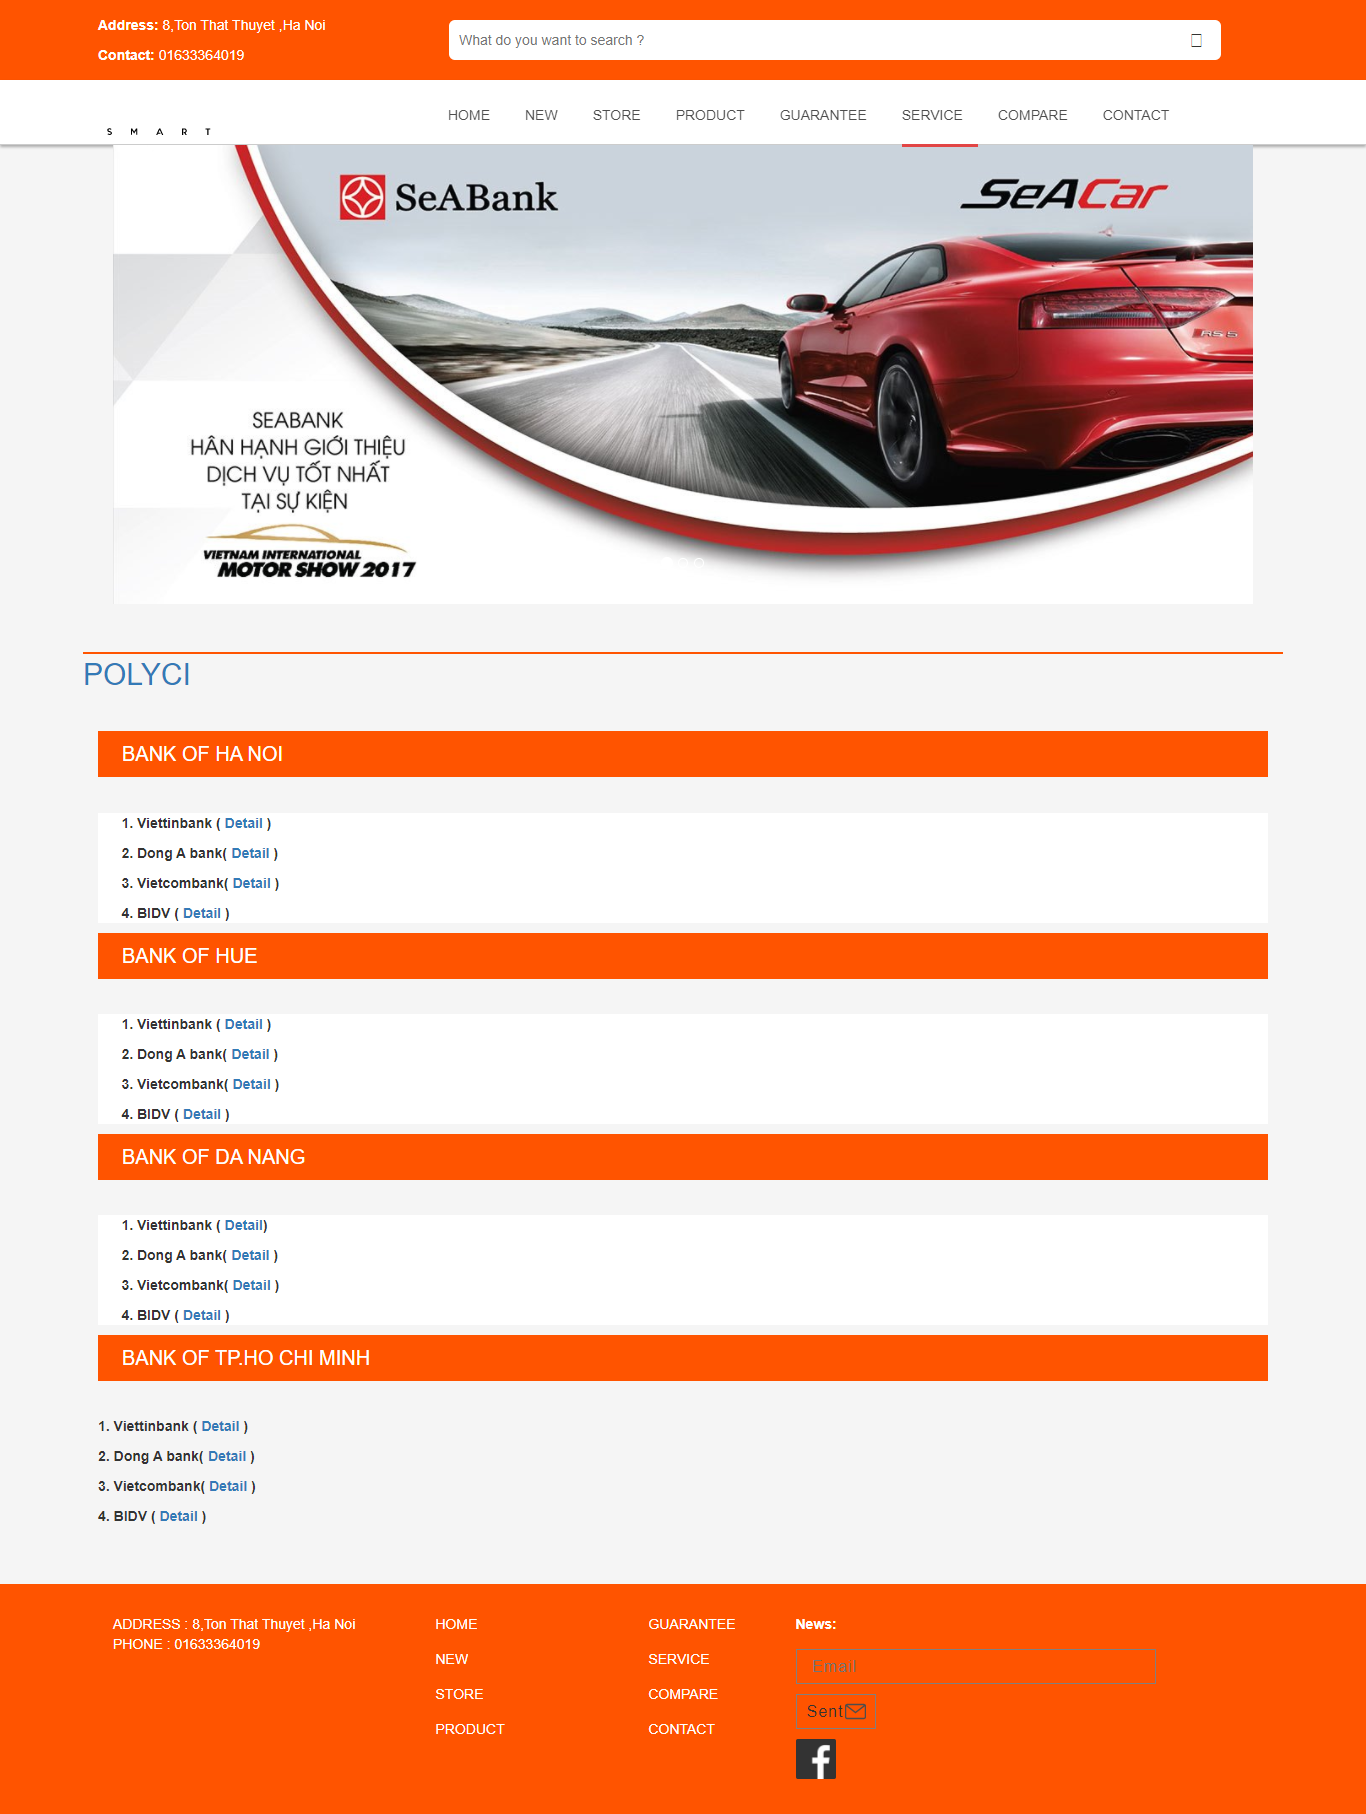 Address: 8,Ton That Thuyet ,Ha Noi
Contact: 01633364019
What do you want to search ?
SMART
HOME NEW STORE PRODUCT GUARANTEE SERVICE COMPARE CONTACT
SeABank
SeACar
RS 5
SEABANK
HÂN HẠNH GIỚI THIỆU
DỊCH VỤ TỐT NHẤT
TẠI SỰ KIỆN
VIETNAM INTERNATIONAL
MOTOR SHOW 2017
POLYCI
BANK OF HA NOI
1. Viettinbank ( Detail )
2. Dong A bank( Detail )
3. Vietcombank( Detail )
4. BIDV ( Detail )
BANK OF HUE
1. Viettinbank ( Detail )
2. Dong A bank( Detail )
3. Vietcombank( Detail )
4. BIDV ( Detail )
BANK OF DA NANG
1. Viettinbank ( Detail)
2. Dong A bank( Detail )
3. Vietcombank( Detail )
4. BIDV ( Detail )
BANK OF TP.HO CHI MINH
1. Viettinbank ( Detail )
2. Dong A bank( Detail )
3. Vietcombank( Detail )
4. BIDV ( Detail )
ADDRESS : 8,Ton That Thuyet ,Ha Noi
PHONE : 01633364019
HOME
NEW
STORE
PRODUCT
GUARANTEE
SERVICE
COMPARE
CONTACT
News:
Email
Sent